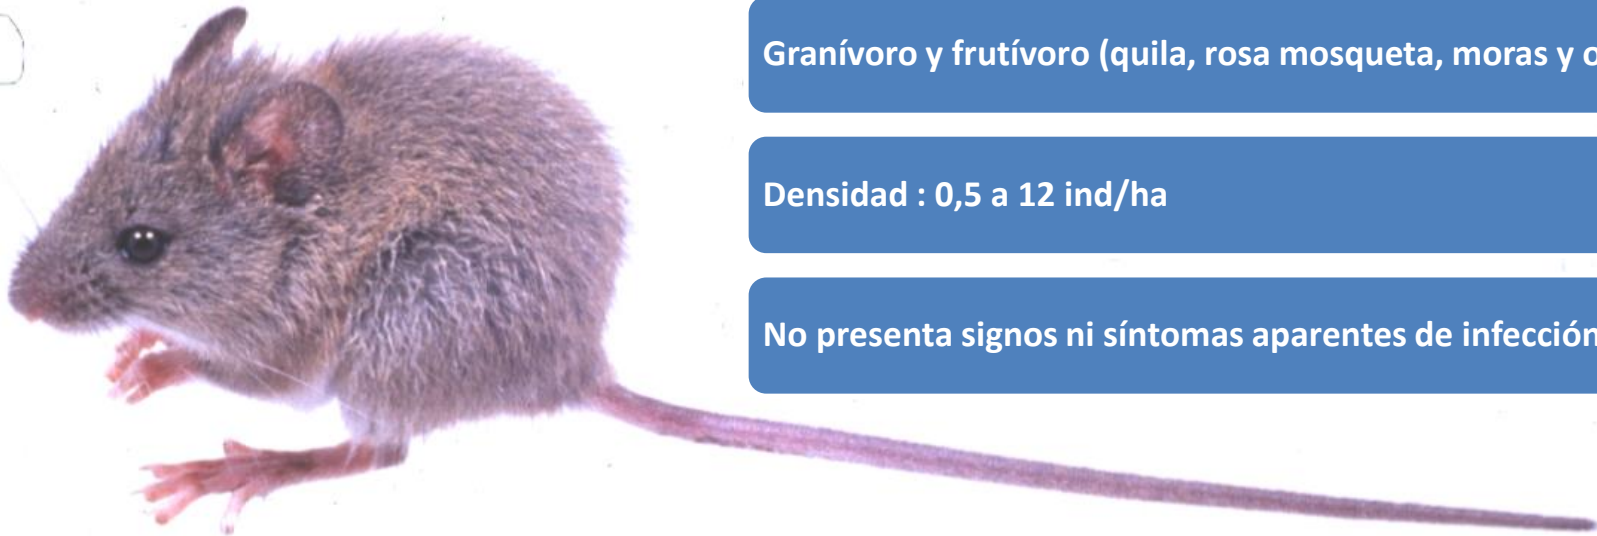 Granívoro y frutívoro (quila, rosa mosqueta, moras y
Densidad : 0,5 a 12 ind/ha
No presenta signos ni síntomas aparentes de infección